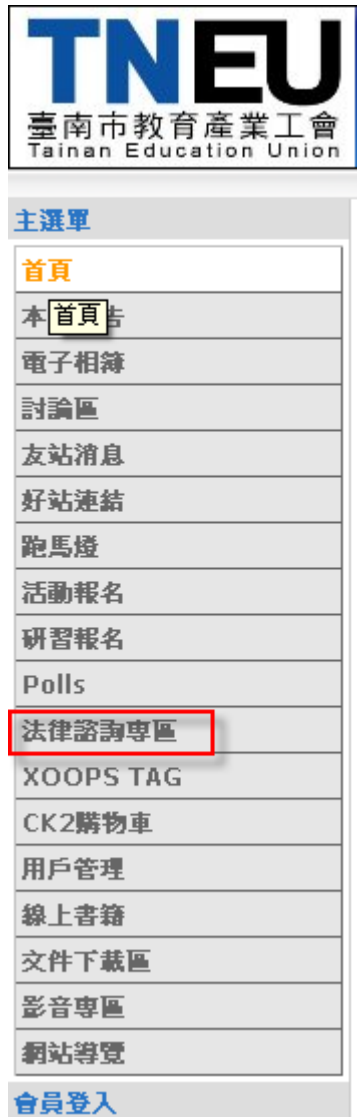 TNEU
臺南市教育產業工會
Tainan Education Union
主選單
首頁
本
首頁
告
電子相簿
討論區
友站消息
好站連結
跑馬燈
活動報名
研習報名
Polls
法律諮詢專區
XOOPS TAG
CK2購物車
用戶管理
線上書籍
文件下載區
影音專區
網站導覽
會員登入